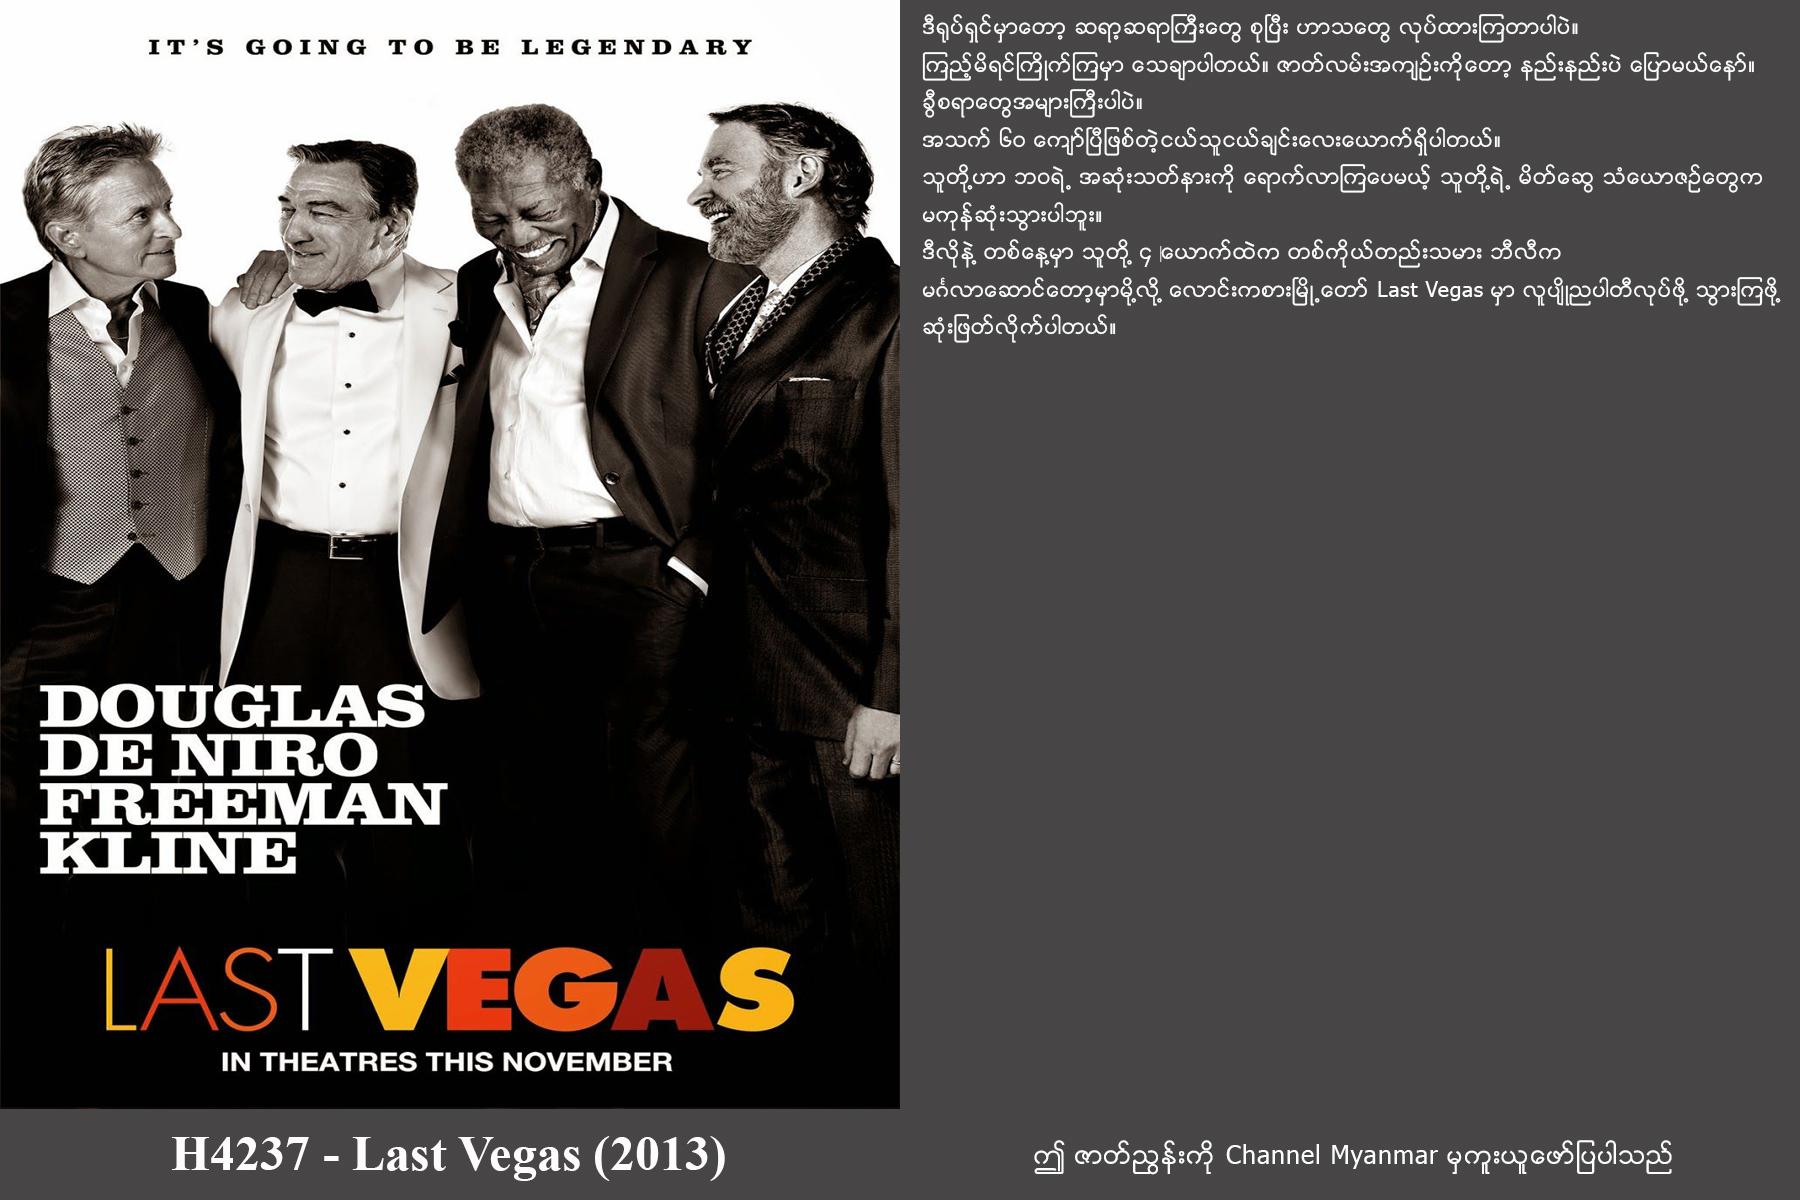 IT'S GOING TO BE LEGENDARY
DOUGLAS
DE NIRO
FREEMAN
KLINE
LAST VEGAS
IN THEATRES THIS NOVEMBER
H4237 - Last Vegas (2013)
ဒီရုပ်ရှင်မှာတော့ ဆရာ့ဆရာကြီးတွေ စုပြီး ဟာသတွေ လုပ်ထားကြတာပါပဲ။
ကြည့်မိရင်ကြိုက်ကြမှာ သေချာပါတယ်။ ဇာတ်လမ်းအကျဉ်းကိုတော့ နည်းနည်းပဲ ပြောမယ်နော်။
ခွီစရာတွေအများကြီးပါပဲ။
အသက် ၆၀ ကျော်ပြီဖြစ်တဲ့ငယ်သူငယ်ချင်းလေးယောက်ရှိပါတယ်။
သူတို့ဟာ ဘဝရဲ့ အဆုံးသတ်နားကို ရောက်လာကြပေမယ့် သူတို့ရဲ့ မိတ်ဆွေ သံယောဇဉ်တွေက
မကုန်ဆုံးသွားပါဘူး။
ဒီလိုနဲ့ တစ်နေ့မှာ သူတို့ ၄ ယောက်ထဲက တစ်ကိုယ်တည်းသမား ဘီလီက
မင်္ဂလာဆောင်တော့မှာမို့လို့ လောင်းကစားမြို့တော် Last Vegas မှာ လူပျိုညပါတီလုပ်ဖို့ သွားကြဖို့
ဆုံးဖြတ်လိုက်ပါတယ်။
ဤ ဇာတ်ညွှန်းကို Channel Myanmar မှကူးယူဖော်ပြပါသည်